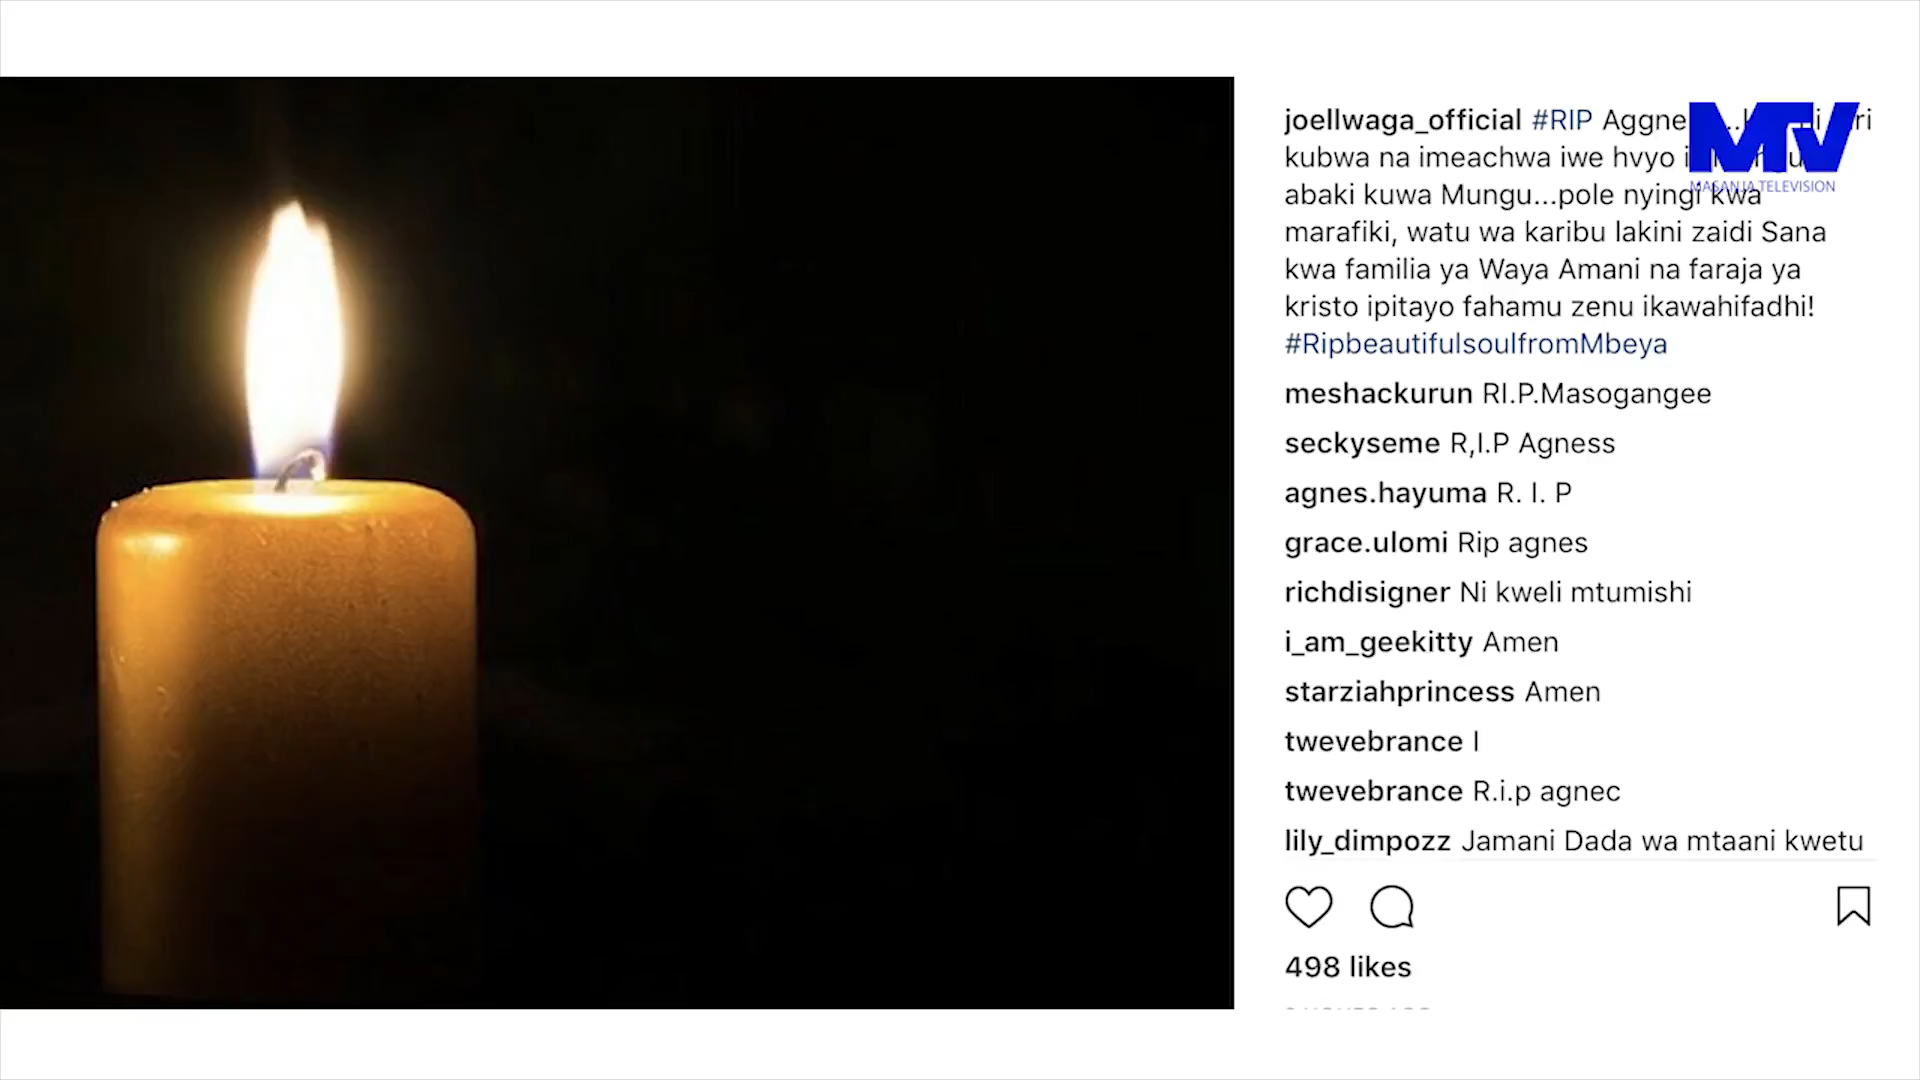 joellwaga_official #RIP Aggne
kubwa na imeachwa iwe hvyo
abaki kuwa Mungu...pole nyingi kwa
marafiki, watu wa karibu lakini zaidi Sana
kwa familia ya Waya Amani na faraja ya
kristo ipitayo fahamu zenu ikawahifadhi!
#RipbeautifulsoulfromMbeya
meshackurun RI.P.Masogangee
seckyseme R,I.P Agness
agnes.hayuma R. I. P
grace.ulomi Rip agnes
richdisigner Ni kweli mtumishi
i_am_geekitty Amen
starziahprincess Amen
twevebrance I
twevebrance R.i.p agnec
lily_dimpozz Jamani Dada wa mtaani kwetu
498 likes
MTV
MASANJA TELEVISION